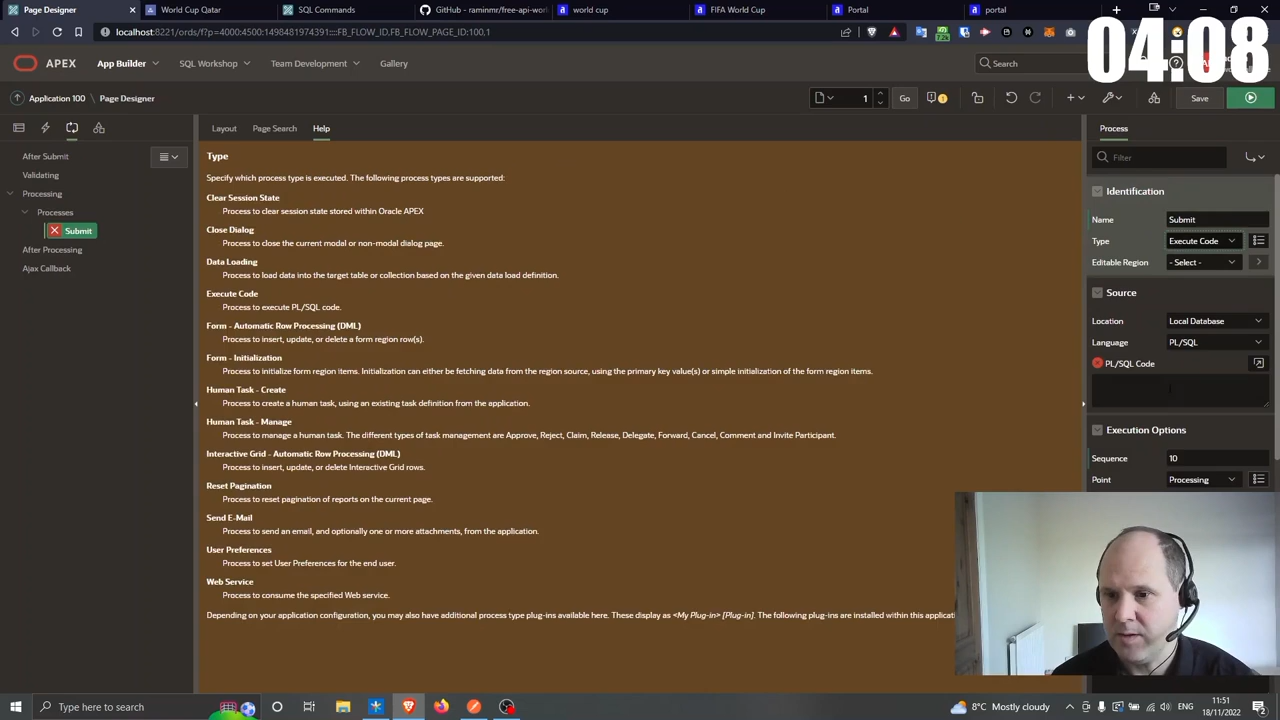 Page Designer
World Cup Qatar
SQL Commands
GitHub - raminmr/free-api-work
world cup
FIFA World Cup
Portal
portal
localhost:8221/ords/f?p=4000:4500:1498481974391::::FB_FLOW_ID.FB_FLOW_PAGE_ID:100.1
04:08
APEX
App Builder
SQL Workshop
Team Development
Gallery
Search
Application 100
Page Designer
1
Go
1
Save
Layout
Page Search
Help
Process
After Submit
Validating
Processing
Processes
Submit
After Processing
Ajax Callback
Type
Specify which process type is executed. The following process types are supported:
Clear Session State
Process to clear session state stored within Oracle APEX
Close Dialog
Process to close the current modal or non-modal dialog page.
Data Loading
Process to load data into the target table or collection based on the given data load definition.
Execute Code
Process to execute PL/SQL code.
Form - Automatic Row Processing (DML)
Process to insert, update, or delete a form region row(s).
Form - Initialization
Process to initialize form region items. Initialization can either be fetching data from the region source, using the primary key value(s) or simple initialization of the form region items.
Human Task - Create
Process to create a human task, using an existing task definition from the application.
Human Task - Manage
Process to manage a human task. The different types of task management are Approve, Reject, Claim, Release, Delegate, Forward, Cancel, Comment and Invite Participant.
Interactive Grid - Automatic Row Processing (DML)
Process to insert, update, or delete Interactive Grid rows.
Reset Pagination
Process to reset pagination of reports on the current page.
Send E-Mail
Process to send an email, and optionally one or more attachments, from the application.
User Preferences
Process to set User Preferences for the end user.
Web Service
Process to consume the specified Web service.
Depending on your application configuration, you may also have additional process type plug-ins available here. These display as <My Plug-in> [Plug-in]. The following plug-ins are installed within this applicati
Filter
Identification
Name
Submit
Type
Execute Code
Editable Region
- Select -
Source
Location
Local Database
Language
PL/SQL
PL/SQL Code
Execution Options
Sequence
10
Point
Processing
Type here to search
8°C Mostly cloudy
11:51
18/11/2022
2